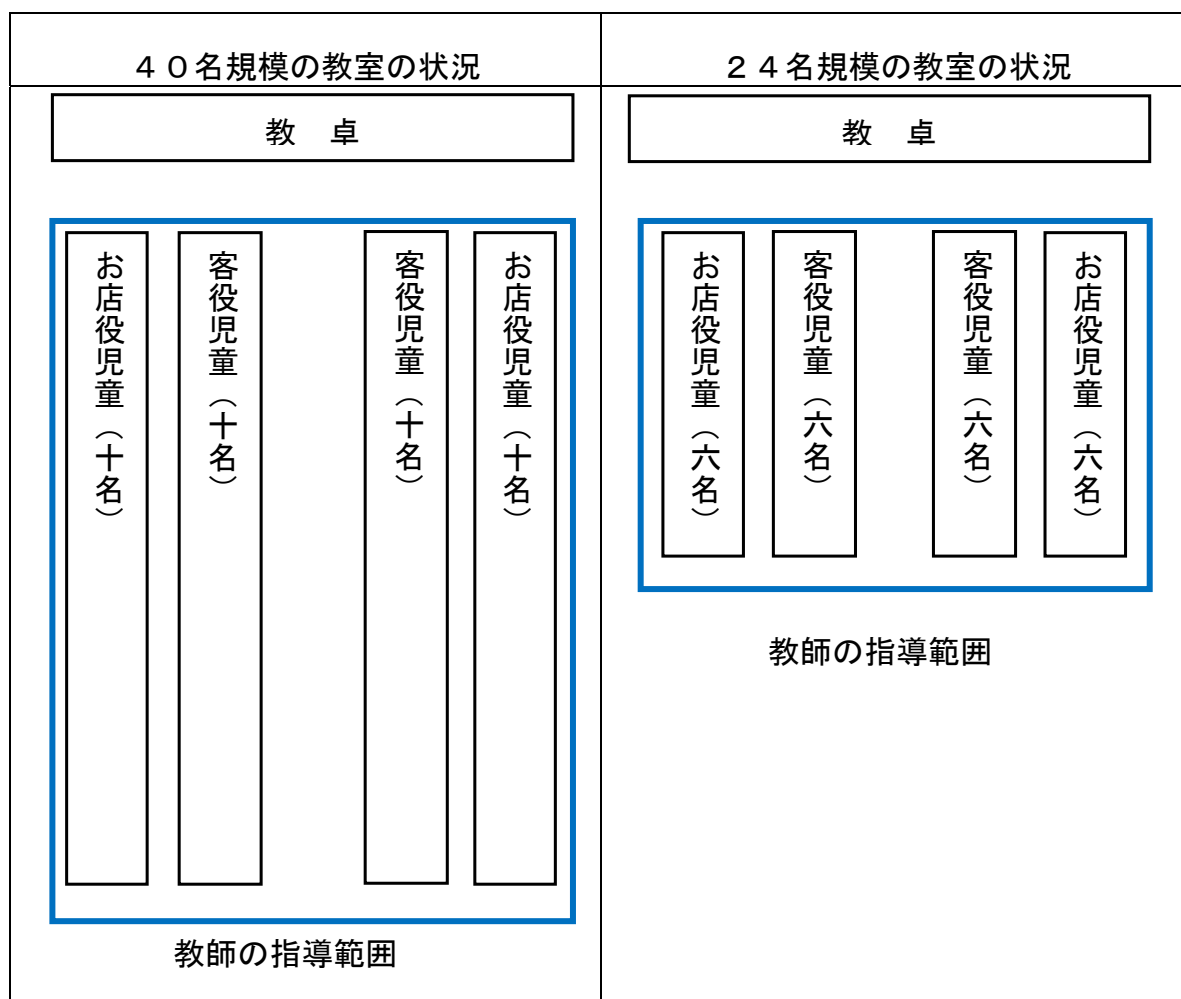 ４０名規模の教室の状況
教　卓
お店役児童（十名）
客役児童（十名）
客役児童（十名）
お店役児童（十名）
教師の指導範囲
２４名規模の教室の状況
教　卓
お店役児童（六名）
客役児童（六名）
客役児童（六名）
お店役児童（六名）
教師の指導範囲